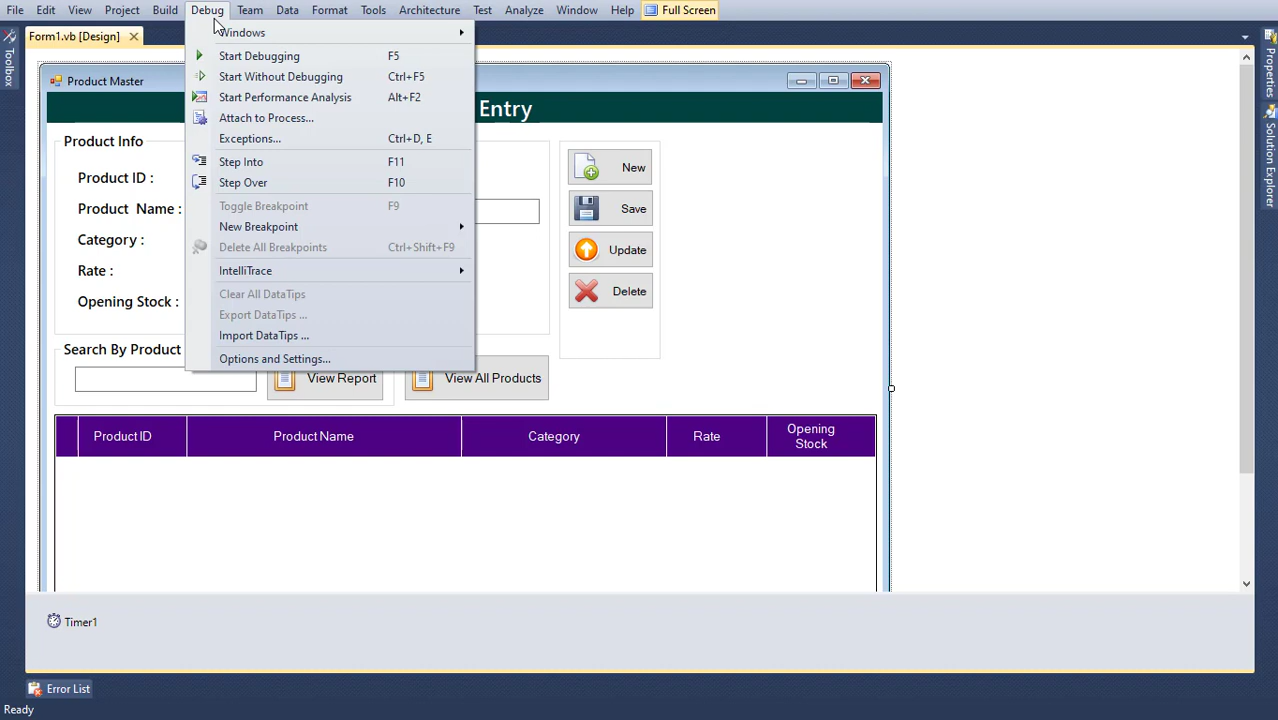 File Edit View Project Build Debug Team Data Format Tools Architecture Test Analyze Window Help Full Screen
Form1.vb [Design]
Toolbox
Properties
Solution Explorer
Windows
Start Debugging F5
Start Without Debugging Ctrl+F5
Start Performance Analysis Alt+F2
Attach to Process...
Exceptions... Ctrl+D, E
Step Into F11
Step Over F10
Toggle Breakpoint F9
New Breakpoint
Delete All Breakpoints Ctrl+Shift+F9
IntelliTrace
Clear All DataTips
Export DataTips ...
Import DataTips ...
Options and Settings...
Product Master
Entry
Product Info
Product ID :
Product Name :
Category :
Rate :
Opening Stock :
New
Save
Update
Delete
Search By Product
View Report
View All Products
Product ID Product Name Category Rate Opening
Stock
Timer1
Error List
Ready